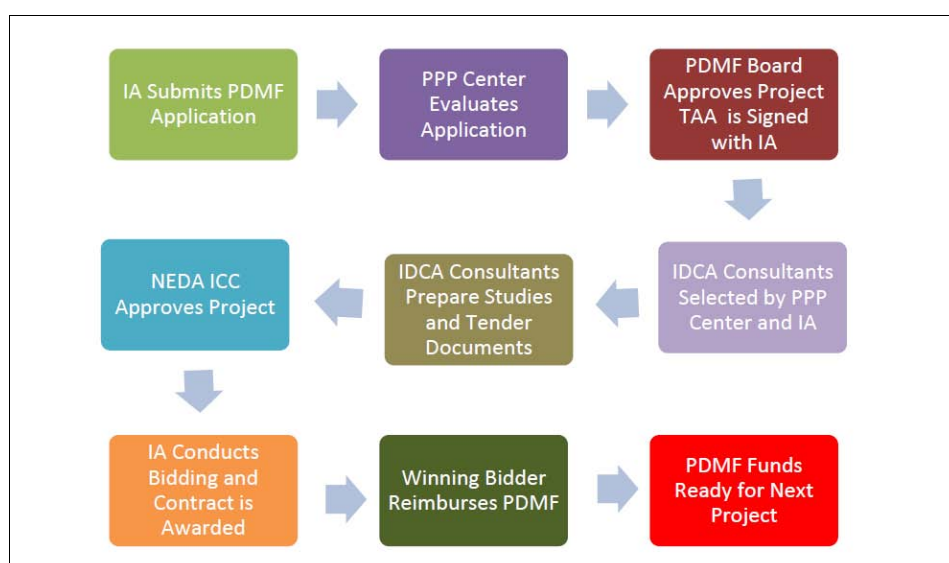 IA Submits PDMF
Application
PPP Center
Evaluates
Application
PDMF Board
Approves Project
TAA is Signed
with IA
IDCA Consultants
Selected by PPP
Center and IA
IDCA Consultants
Prepare Studies
and Tender
Documents
NEDA ICC
Approves Project
IA Conducts
Bidding and
Contract is
Awarded
Winning Bidder
Reimburses PDMF
PDMF Funds
Ready for Next
Project